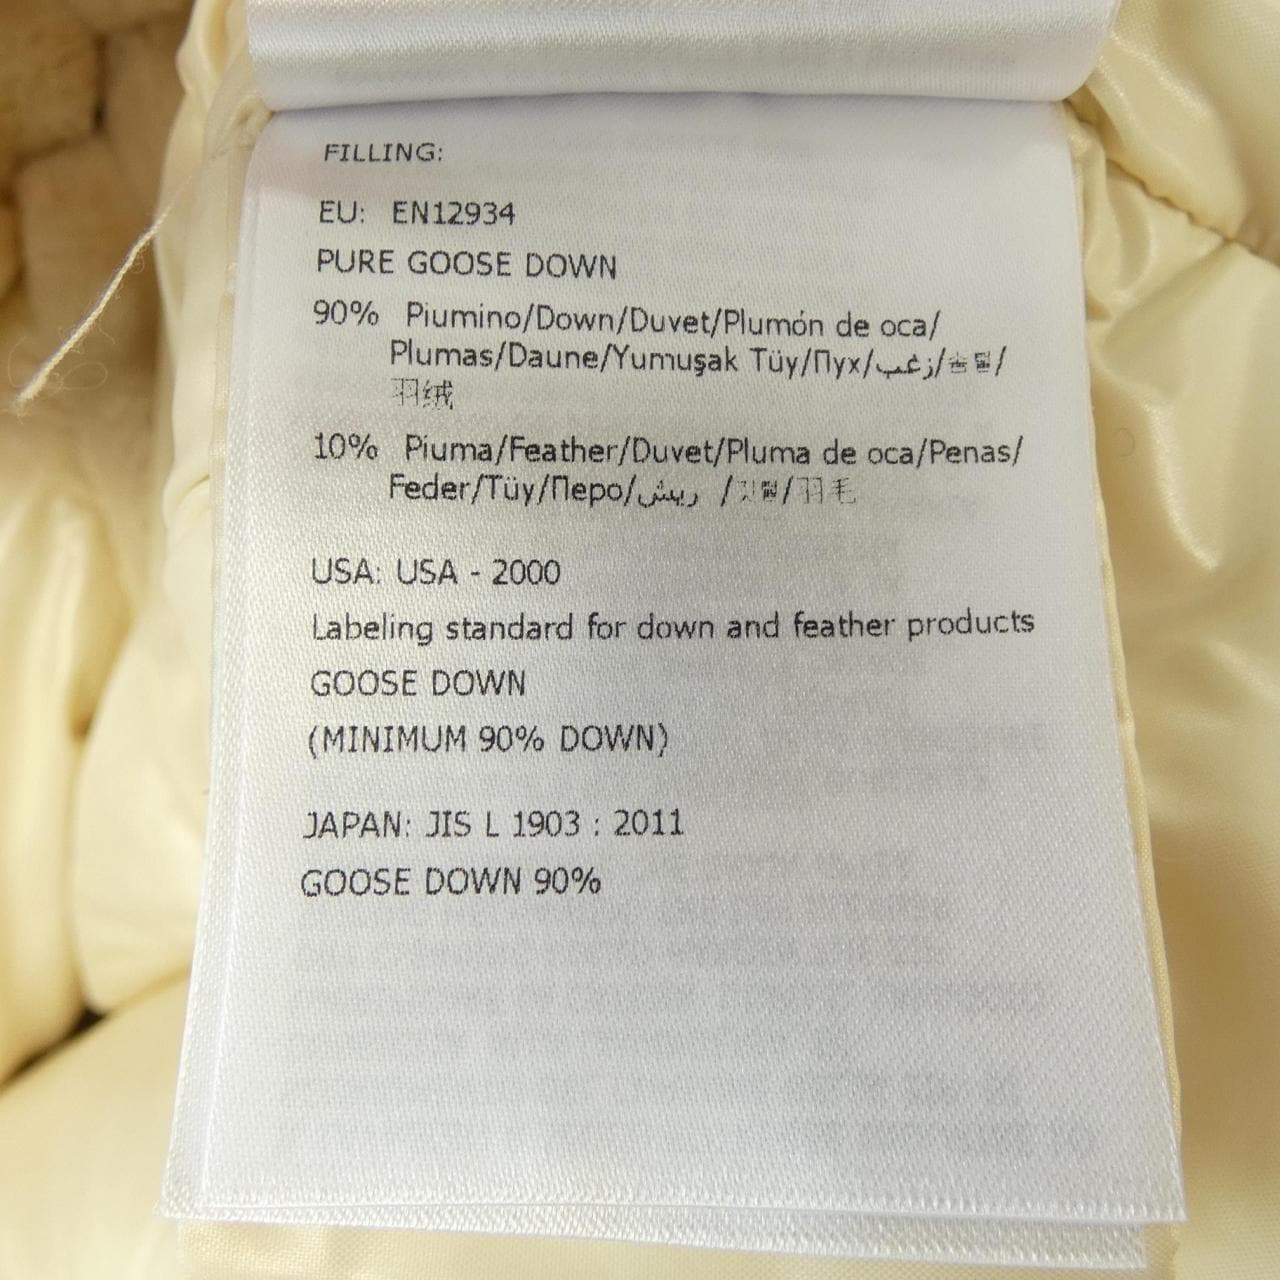 FILLING:
EU: EN12934
PURE GOOSE DOWN
90% Piumino/Down/Duvet/Plumón de oca/
Plumas/Daune/Yumuşak Tüy/Пух/زغب/솜털/
羽绒
10% Piuma/Feather/Duvet/Pluma de oca/Penas/
Feder/Tüy/Перо/ريش /깃털/羽毛
USA: USA - 2000
Labeling standard for down and feather products
GOOSE DOWN
(MINIMUM 90% DOWN)
JAPAN: JIS L 1903 : 2011
GOOSE DOWN 90%